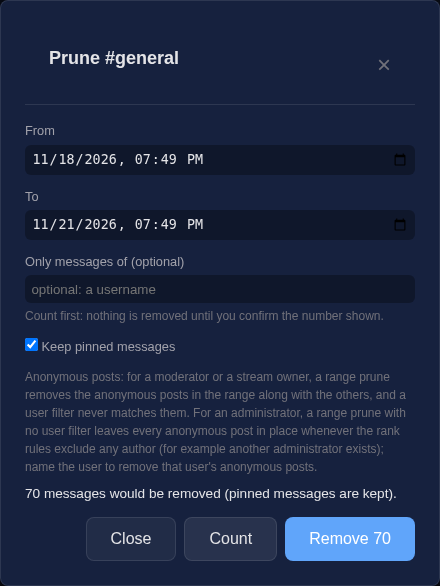 Prune #general
×
From
11/18/2026, 07:49 PM
To
11/21/2026, 07:49 PM
Only messages of (optional)
optional: a username
Count first: nothing is removed until you confirm the number shown.
Keep pinned messages
Anonymous posts: for a moderator or a stream owner, a range prune
removes the anonymous posts in the range along with the others, and a
user filter never matches them. For an administrator, a range prune with
no user filter leaves every anonymous post in place whenever the rank
rules exclude any author (for example another administrator exists);
name the user to remove that user's anonymous posts.
70 messages would be removed (pinned messages are kept).
Close Count Remove 70